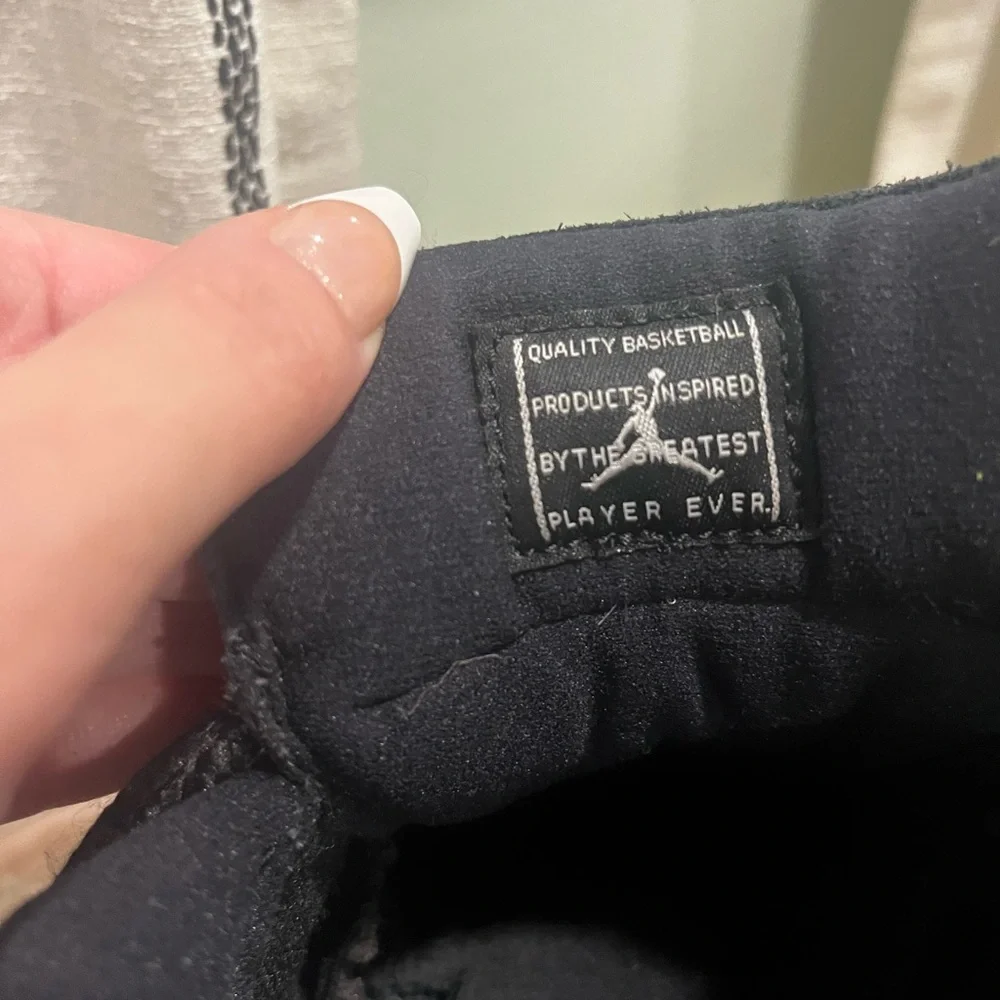 QUALITY BASKETBALL
PRODUCTS INSPIRED
BY THE GREATEST
PLAYER EVER.